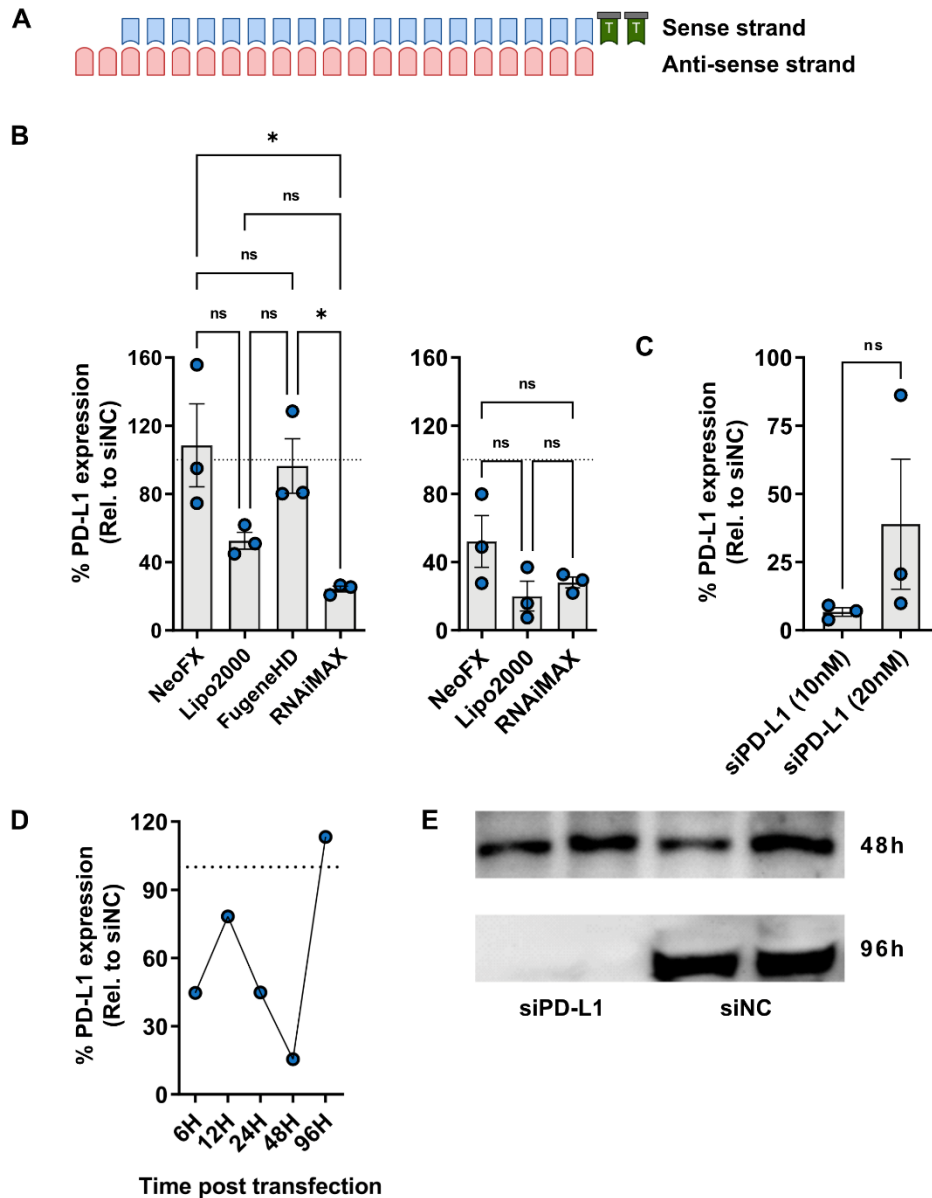 A
T T Sense strand
Anti-sense strand
B
*
ns
ns
ns ns *
% PD-L1 expression
(Rel. to siNC)
160
120
80
40
0
NeoFX
Lipo2000
FugeneHD
RNAiMAX
ns
ns ns
160
120
80
40
0
NeoFX
Lipo2000
RNAiMAX
C
ns
% PD-L1 expression
(Rel. to siNC)
100
75
50
25
0
siPD-L1 (10nM)
siPD-L1 (20nM)
D
% PD-L1 expression
(Rel. to siNC)
120
90
60
30
0
6H
12H
24H
48H
96H
Time post transfection
E
48h
96h
siPD-L1 siNC